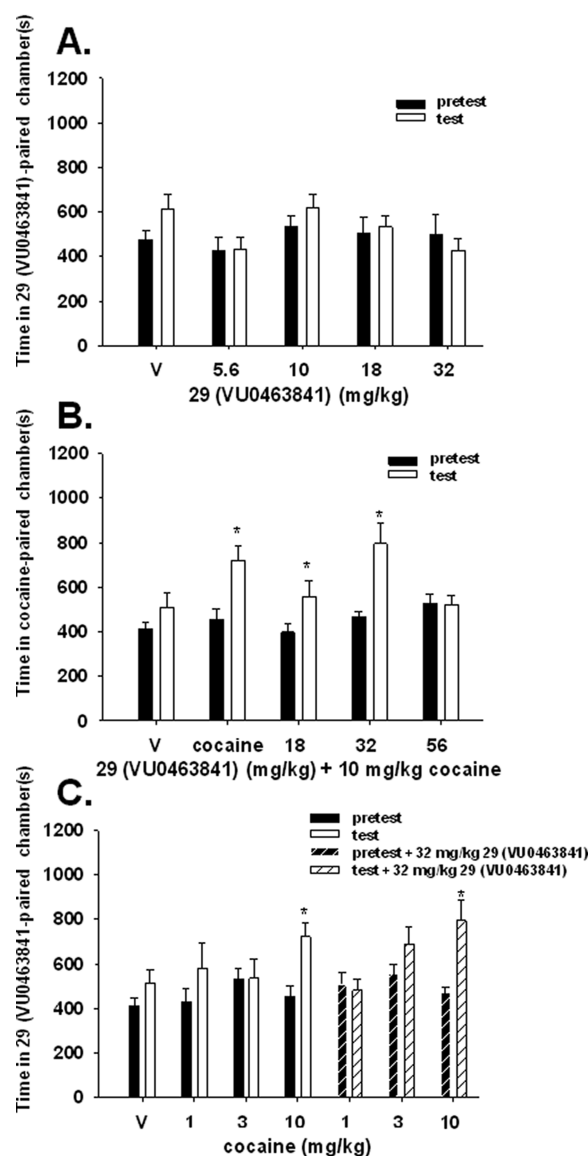 A.
Time in 29 (VU0463841)-paired chamber(s)
1200
1000
800
600
400
200
0
pretest
test
V 5.6 10 18 32
29 (VU0463841) (mg/kg)
B.
Time in cocaine-paired chamber(s)
1200
1000
800
600
400
200
0
pretest
test
* * *
V cocaine 18 32 56
29 (VU0463841) (mg/kg) + 10 mg/kg cocaine
C.
Time in 29 (VU0463841-paired chamber(s)
1200
1000
800
600
400
200
0
pretest
test
pretest + 32 mg/kg 29 (VU0463841)
test + 32 mg/kg 29 (VU0463841)
* *
V 1 3 10 1 3 10
cocaine (mg/kg)